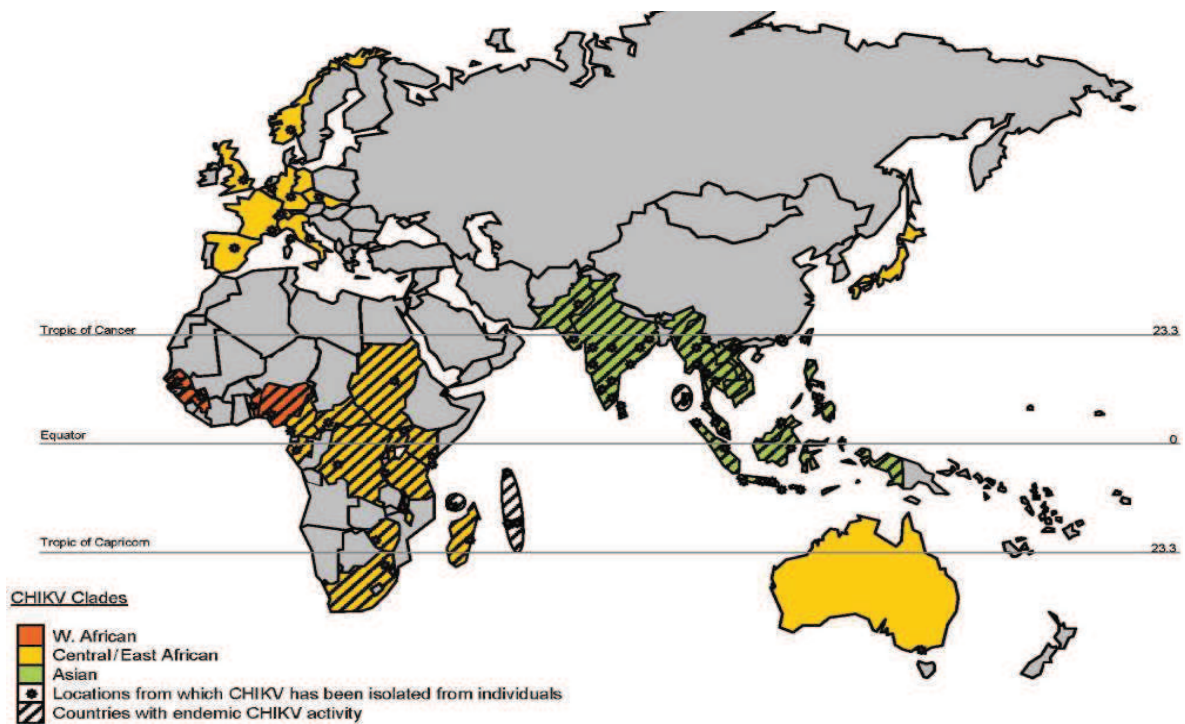 Tropic of Cancer 23.3
Equator 0
Tropic of Capricorn 23.3
CHIKV Clades
W. African
Central/East African
Asian
Locations from which CHIKV has been isolated from individuals
Countries with endemic CHIKV activity